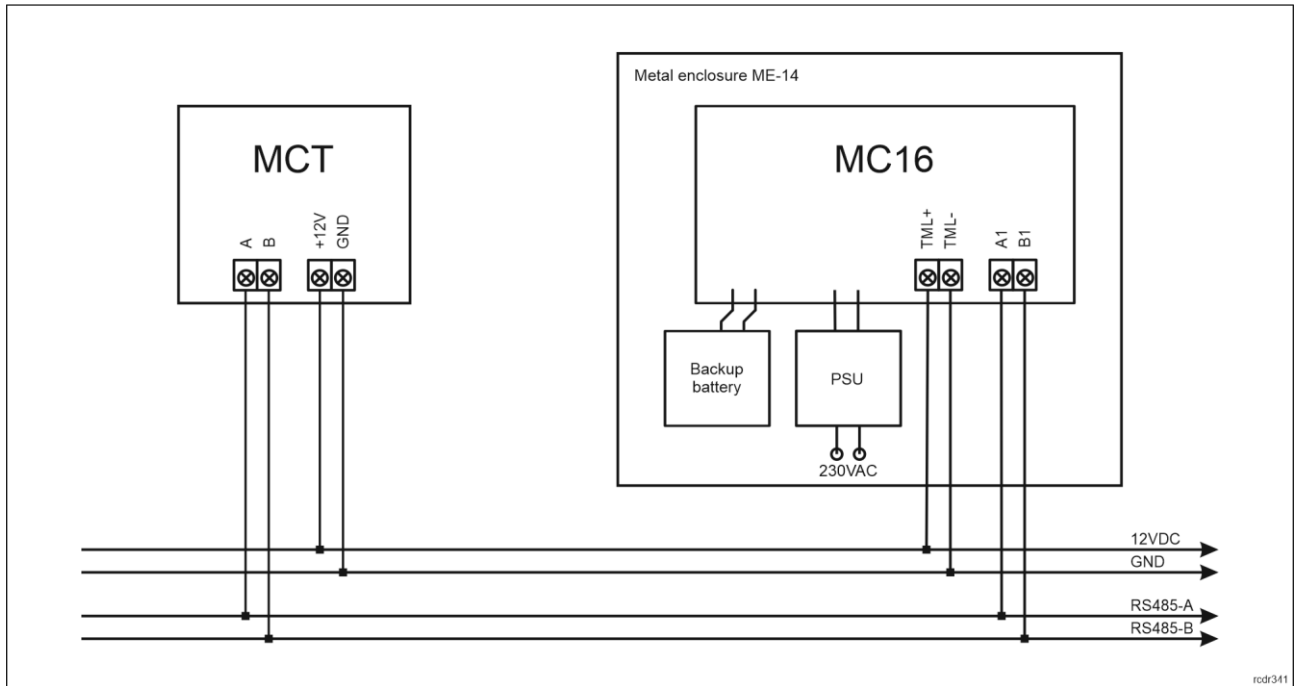 Metal enclosure ME-14
MCT
MC16
A
B
+12V
GND
TML+
TML-
A1
B1
Backup
battery
PSU
230VAC
12VDC
GND
RS485-A
RS485-B
rcdr341